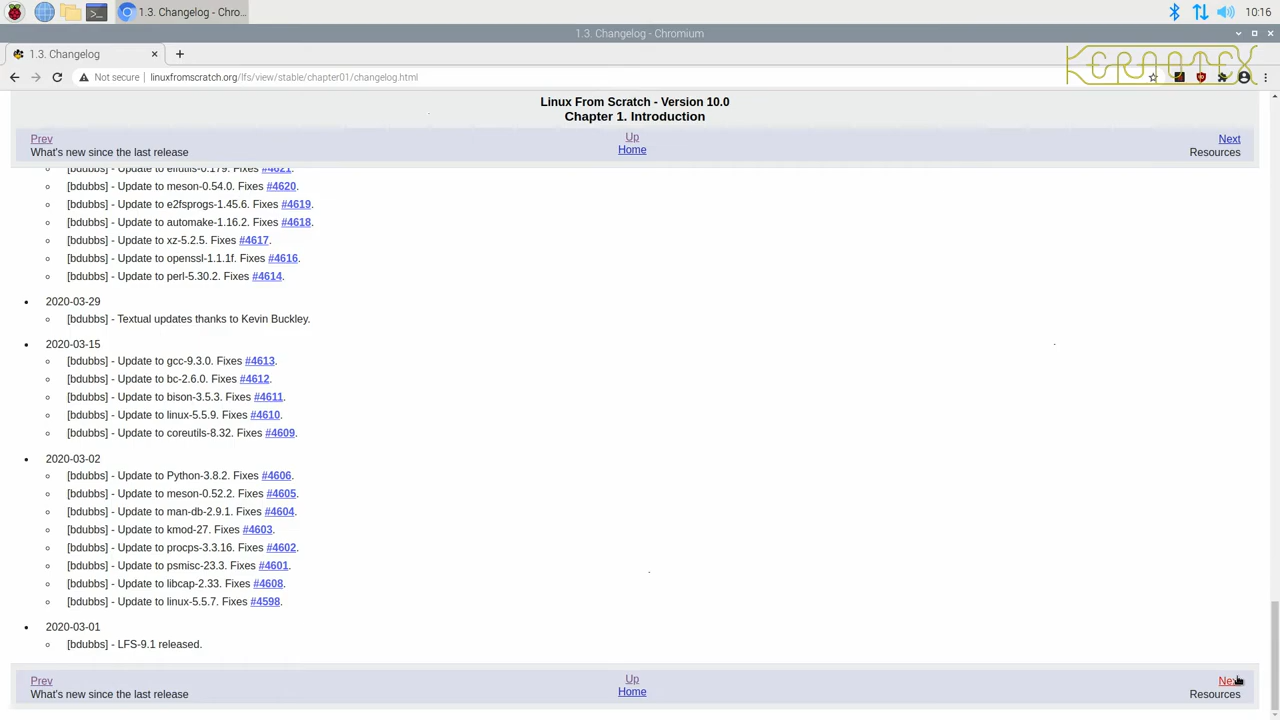 1.3. Changelog - Chro...
10:16
1.3. Changelog - Chromium
1.3. Changelog
Not secure linuxfromscratch.org/lfs/view/stable/chapter01/changelog.html
KERNOTEX
Linux From Scratch - Version 10.0
Chapter 1. Introduction
Prev Up Next
What's new since the last release Home Resources
[bdubbs] - Update to elfutils-0.179. Fixes #4621.
[bdubbs] - Update to meson-0.54.0. Fixes #4620.
[bdubbs] - Update to e2fsprogs-1.45.6. Fixes #4619.
[bdubbs] - Update to automake-1.16.2. Fixes #4618.
[bdubbs] - Update to xz-5.2.5. Fixes #4617.
[bdubbs] - Update to openssl-1.1.1f. Fixes #4616.
[bdubbs] - Update to perl-5.30.2. Fixes #4614.
2020-03-29
[bdubbs] - Textual updates thanks to Kevin Buckley.
2020-03-15
[bdubbs] - Update to gcc-9.3.0. Fixes #4613.
[bdubbs] - Update to bc-2.6.0. Fixes #4612.
[bdubbs] - Update to bison-3.5.3. Fixes #4611.
[bdubbs] - Update to linux-5.5.9. Fixes #4610.
[bdubbs] - Update to coreutils-8.32. Fixes #4609.
2020-03-02
[bdubbs] - Update to Python-3.8.2. Fixes #4606.
[bdubbs] - Update to meson-0.52.2. Fixes #4605.
[bdubbs] - Update to man-db-2.9.1. Fixes #4604.
[bdubbs] - Update to kmod-27. Fixes #4603.
[bdubbs] - Update to procps-3.3.16. Fixes #4602.
[bdubbs] - Update to psmisc-23.3. Fixes #4601.
[bdubbs] - Update to libcap-2.33. Fixes #4608.
[bdubbs] - Update to linux-5.5.7. Fixes #4598.
2020-03-01
[bdubbs] - LFS-9.1 released.
Prev Up Next
What's new since the last release Home Resources